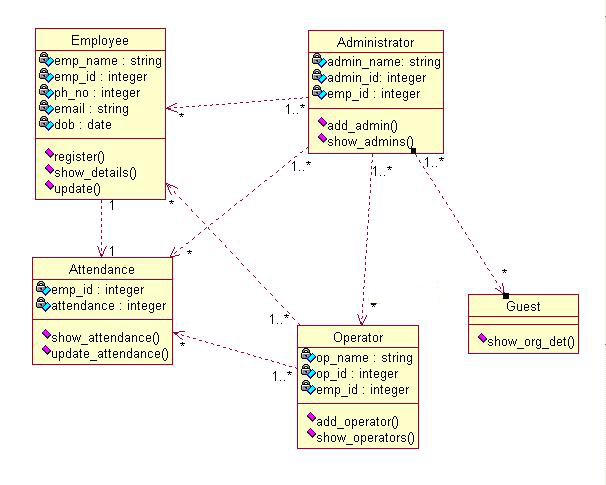 Employee
emp_name : string
emp_id : integer
ph_no : integer
email : string
dob : date
register()
show_details()
update()
Administrator
admin_name: string
admin_id: integer
emp_id : integer
add_admin()
show_admins()
*
1..*
1..*
1..*
1..*
1
*
1
*
*
*
Attendance
emp_id : integer
attendance : integer
show_attendance()
update_attendance()
*
1..*
1..*
Operator
op_name : string
op_id : integer
emp_id : integer
add_operator()
show_operators()
Guest
show_org_det()